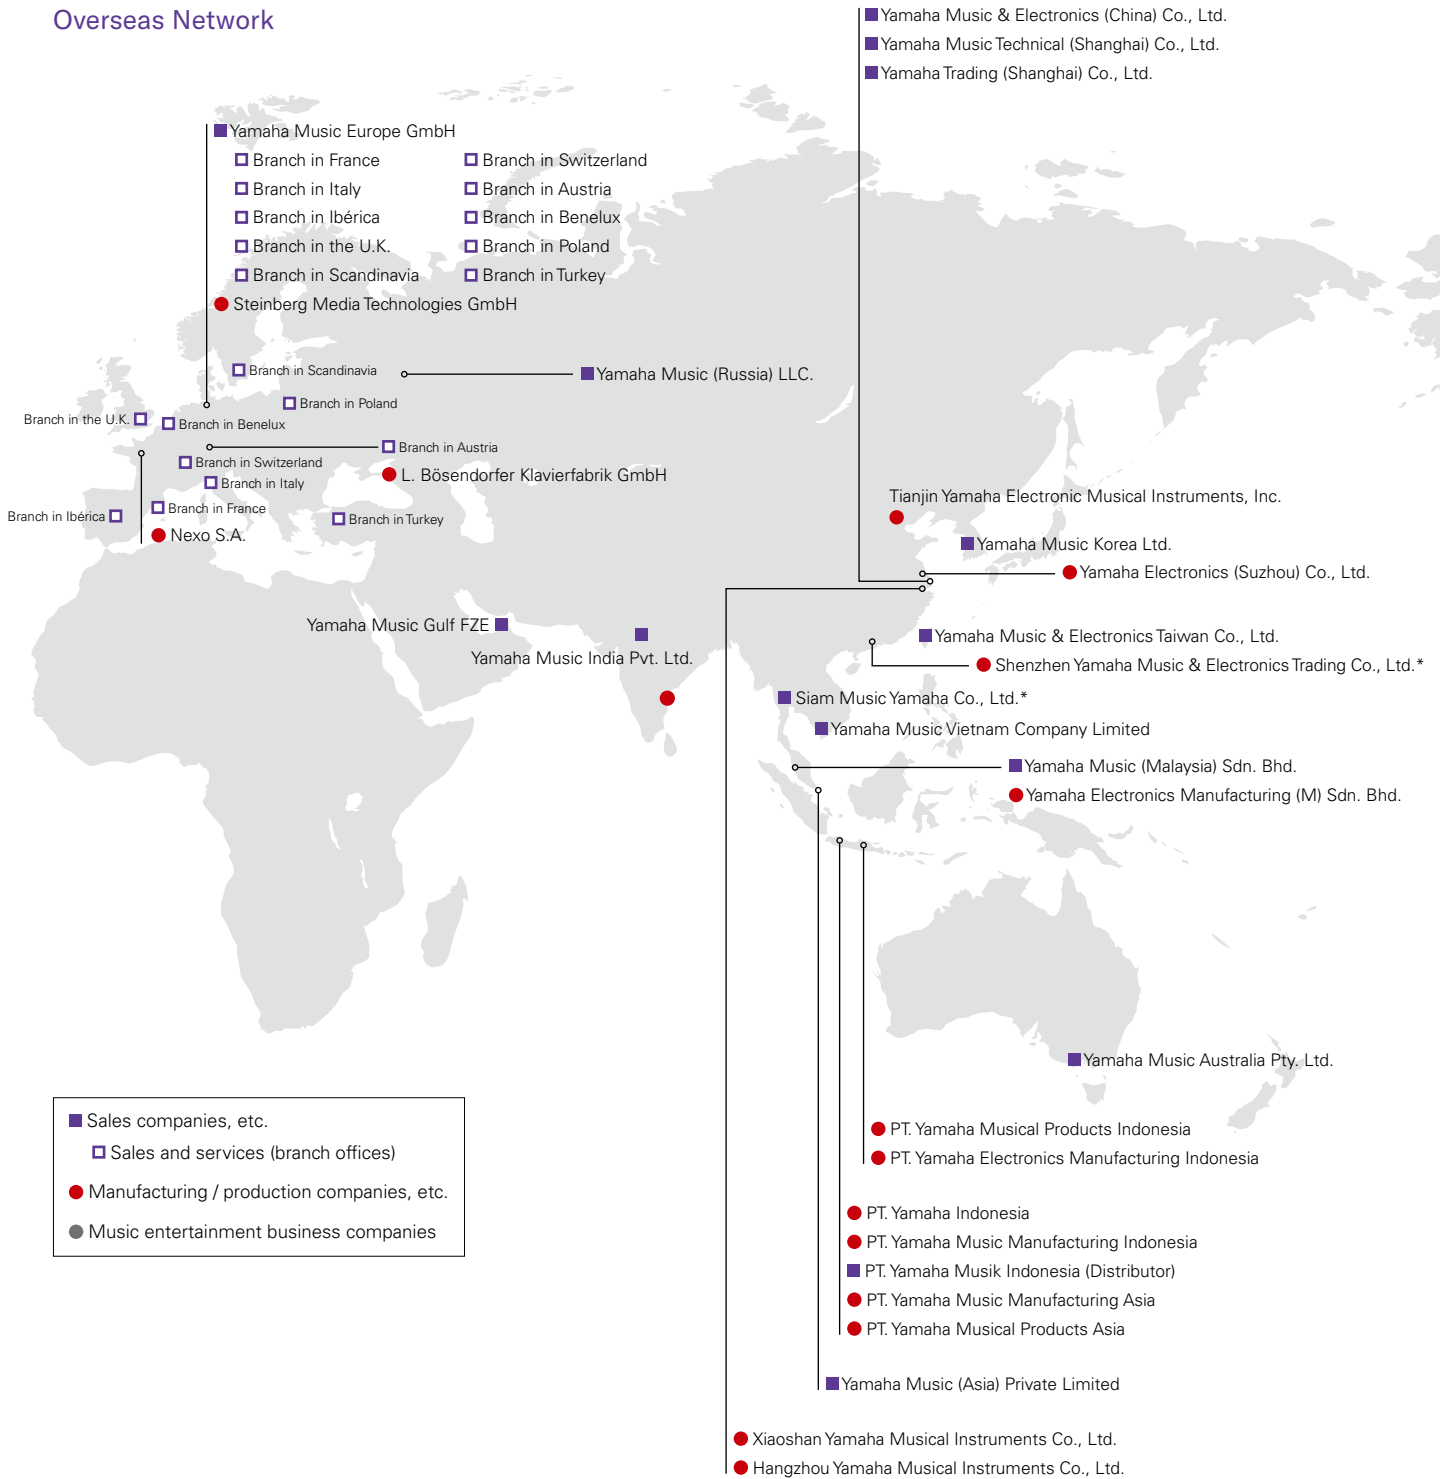 Overseas Network
Yamaha Music & Electronics (China) Co., Ltd.
Yamaha Music Technical (Shanghai) Co., Ltd.
Yamaha Trading (Shanghai) Co., Ltd.
Yamaha Music Europe GmbH
Branch in France
Branch in Switzerland
Branch in Italy
Branch in Austria
Branch in Ibérica
Branch in Benelux
Branch in the U.K.
Branch in Poland
Branch in Scandinavia
Branch in Turkey
Steinberg Media Technologies GmbH
Branch in Scandinavia
Yamaha Music (Russia) LLC.
Branch in Poland
Branch in the U.K.
Branch in Benelux
Branch in Austria
Branch in Switzerland
L. Bösendorfer Klavierfabrik GmbH
Branch in Italy
Branch in France
Branch in Ibérica
Branch in Turkey
Nexo S.A.
Tianjin Yamaha Electronic Musical Instruments, Inc.
Yamaha Music Korea Ltd.
Yamaha Electronics (Suzhou) Co., Ltd.
Yamaha Music Gulf FZE
Yamaha Music India Pvt. Ltd.
Yamaha Music & Electronics Taiwan Co., Ltd.
Shenzhen Yamaha Music & Electronics Trading Co., Ltd.*
Siam Music Yamaha Co., Ltd.*
Yamaha Music Vietnam Company Limited
Yamaha Music (Malaysia) Sdn. Bhd.
Yamaha Electronics Manufacturing (M) Sdn. Bhd.
Yamaha Music Australia Pty. Ltd.
Sales companies, etc.
Sales and services (branch offices)
Manufacturing / production companies, etc.
Music entertainment business companies
PT. Yamaha Musical Products Indonesia
PT. Yamaha Electronics Manufacturing Indonesia
PT. Yamaha Indonesia
PT. Yamaha Music Manufacturing Indonesia
PT. Yamaha Musik Indonesia (Distributor)
PT. Yamaha Music Manufacturing Asia
PT. Yamaha Musical Products Asia
Yamaha Music (Asia) Private Limited
Xiaoshan Yamaha Musical Instruments Co., Ltd.
Hangzhou Yamaha Musical Instruments Co., Ltd.